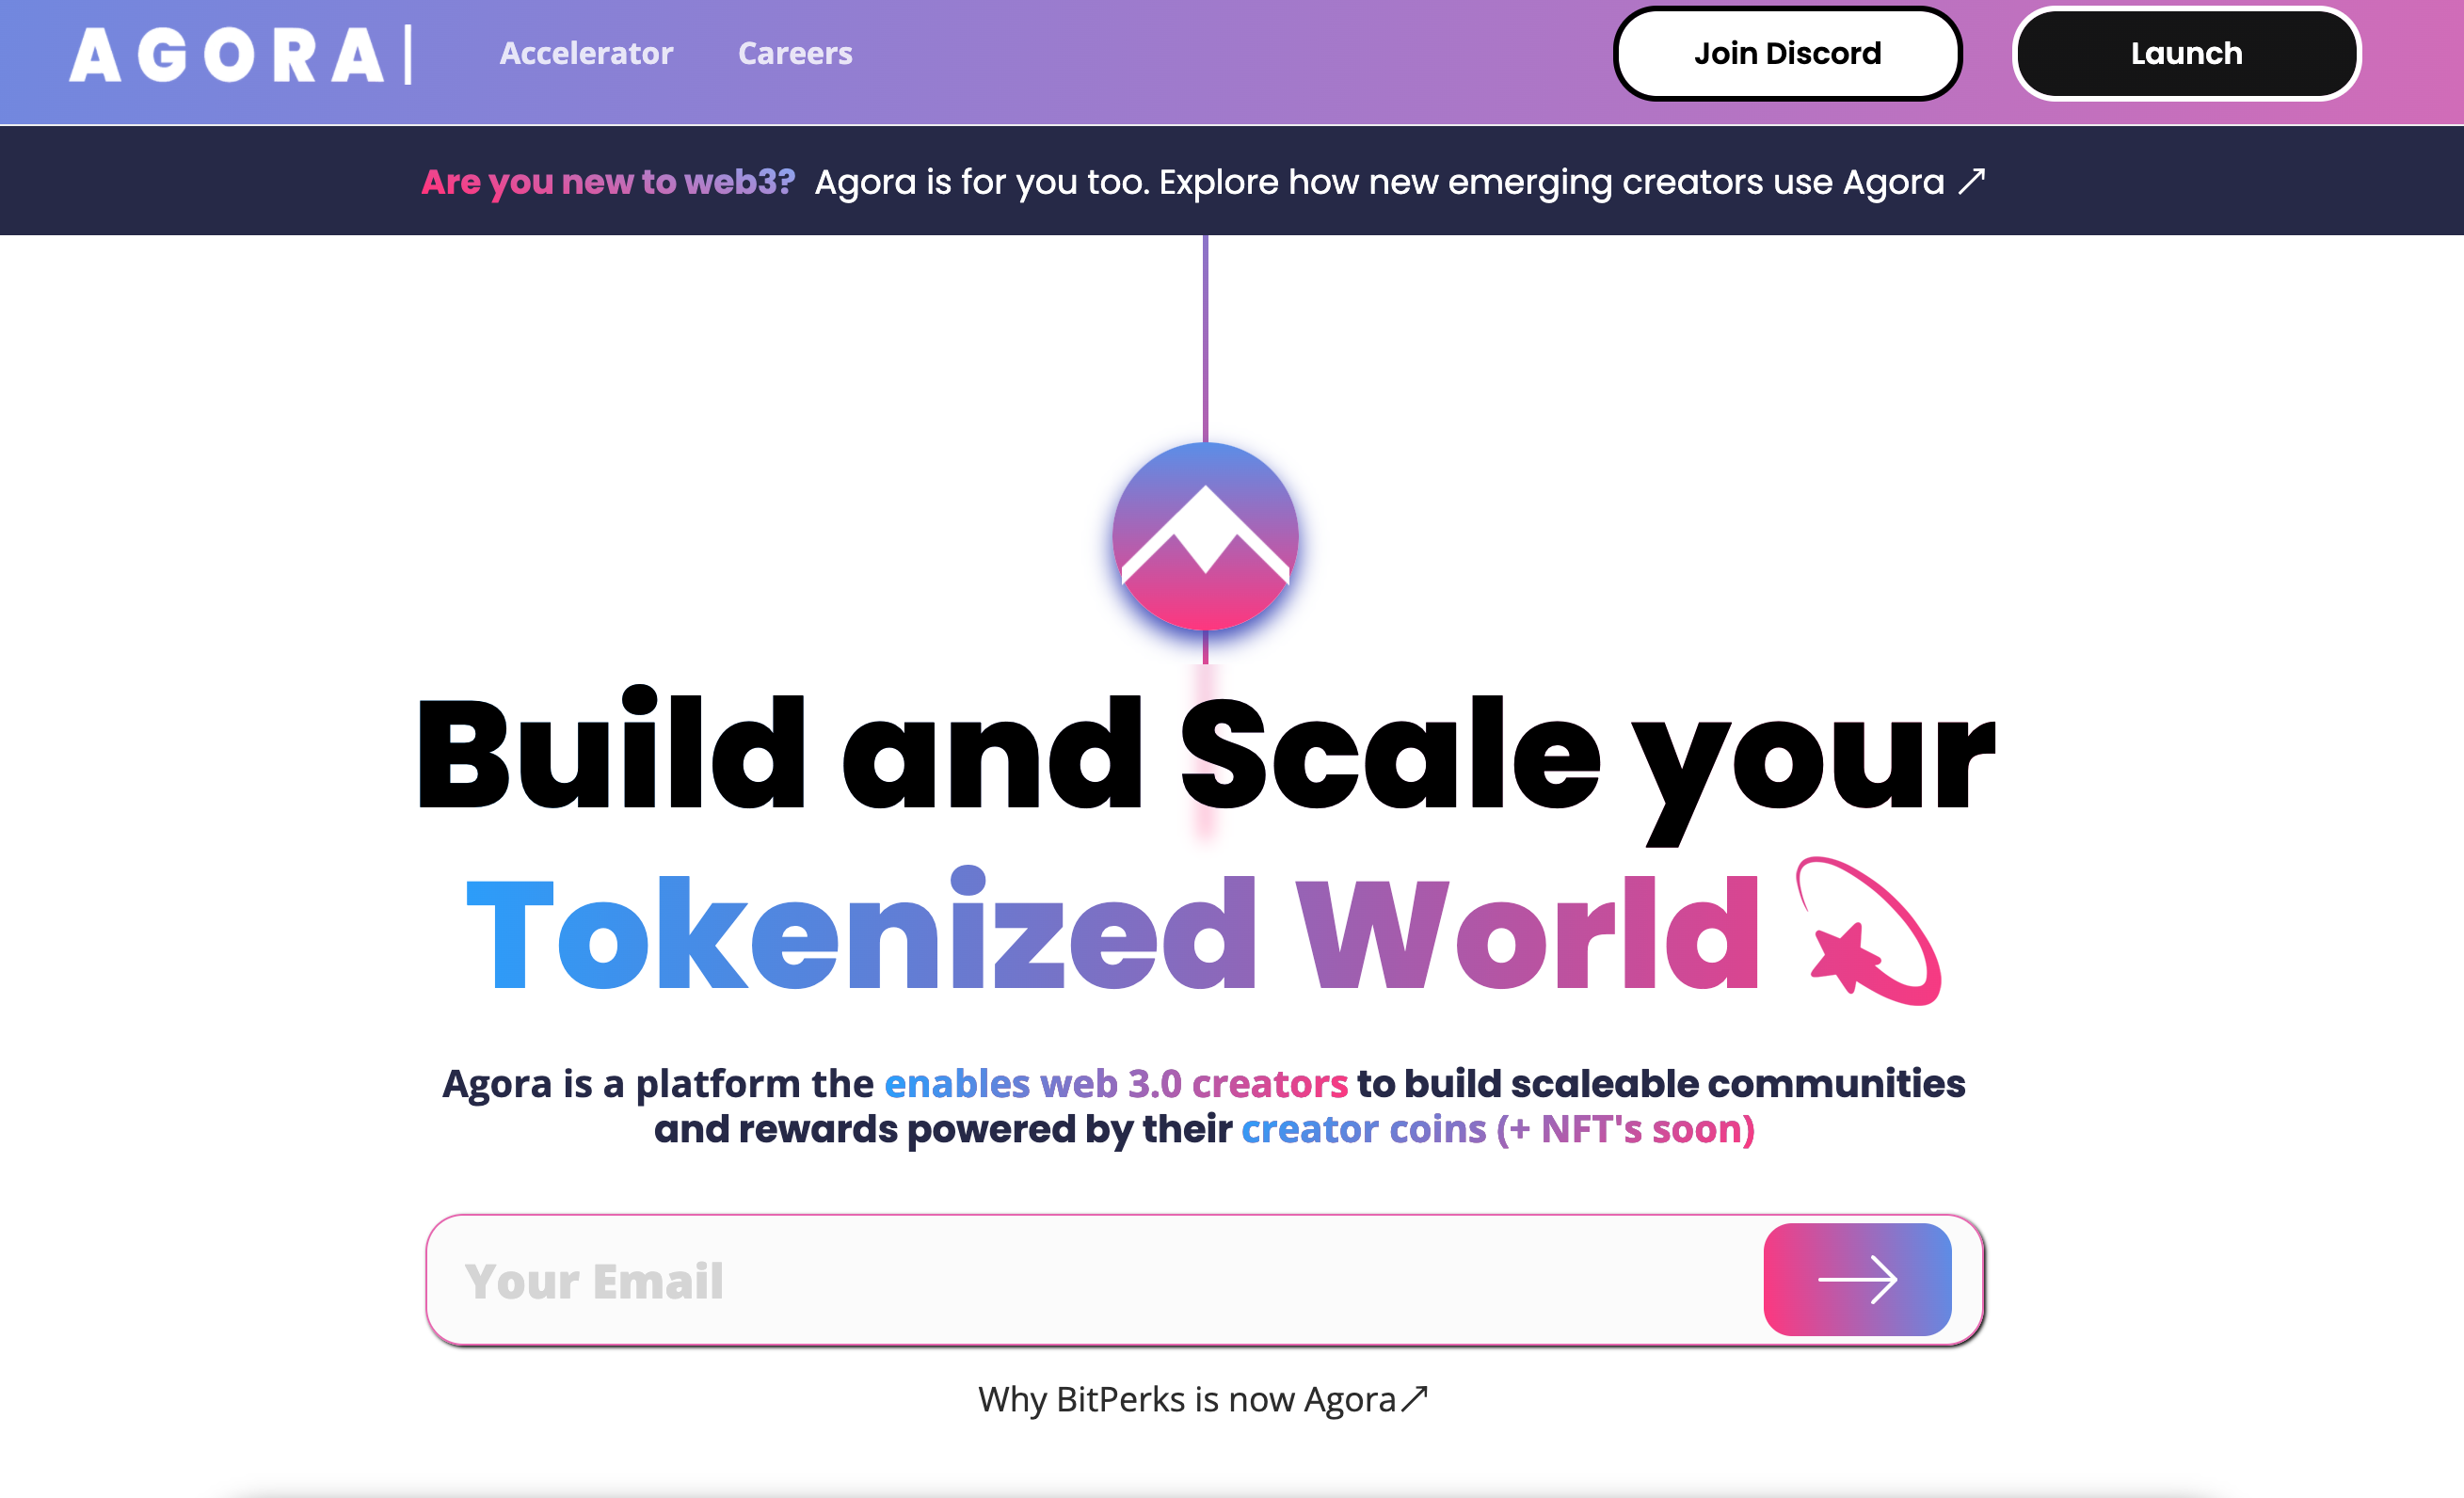 AGORA|
Accelerator
Careers
Join Discord
Launch
Are you new to web3? Agora is for you too. Explore how new emerging creators use Agora ↗
Build and Scale your
Tokenized World
Agora is a platform the enables web 3.0 creators to build scaleable communities
and rewards powered by their creator coins (+ NFT's soon)
Your Email
Why BitPerks is now Agora↗